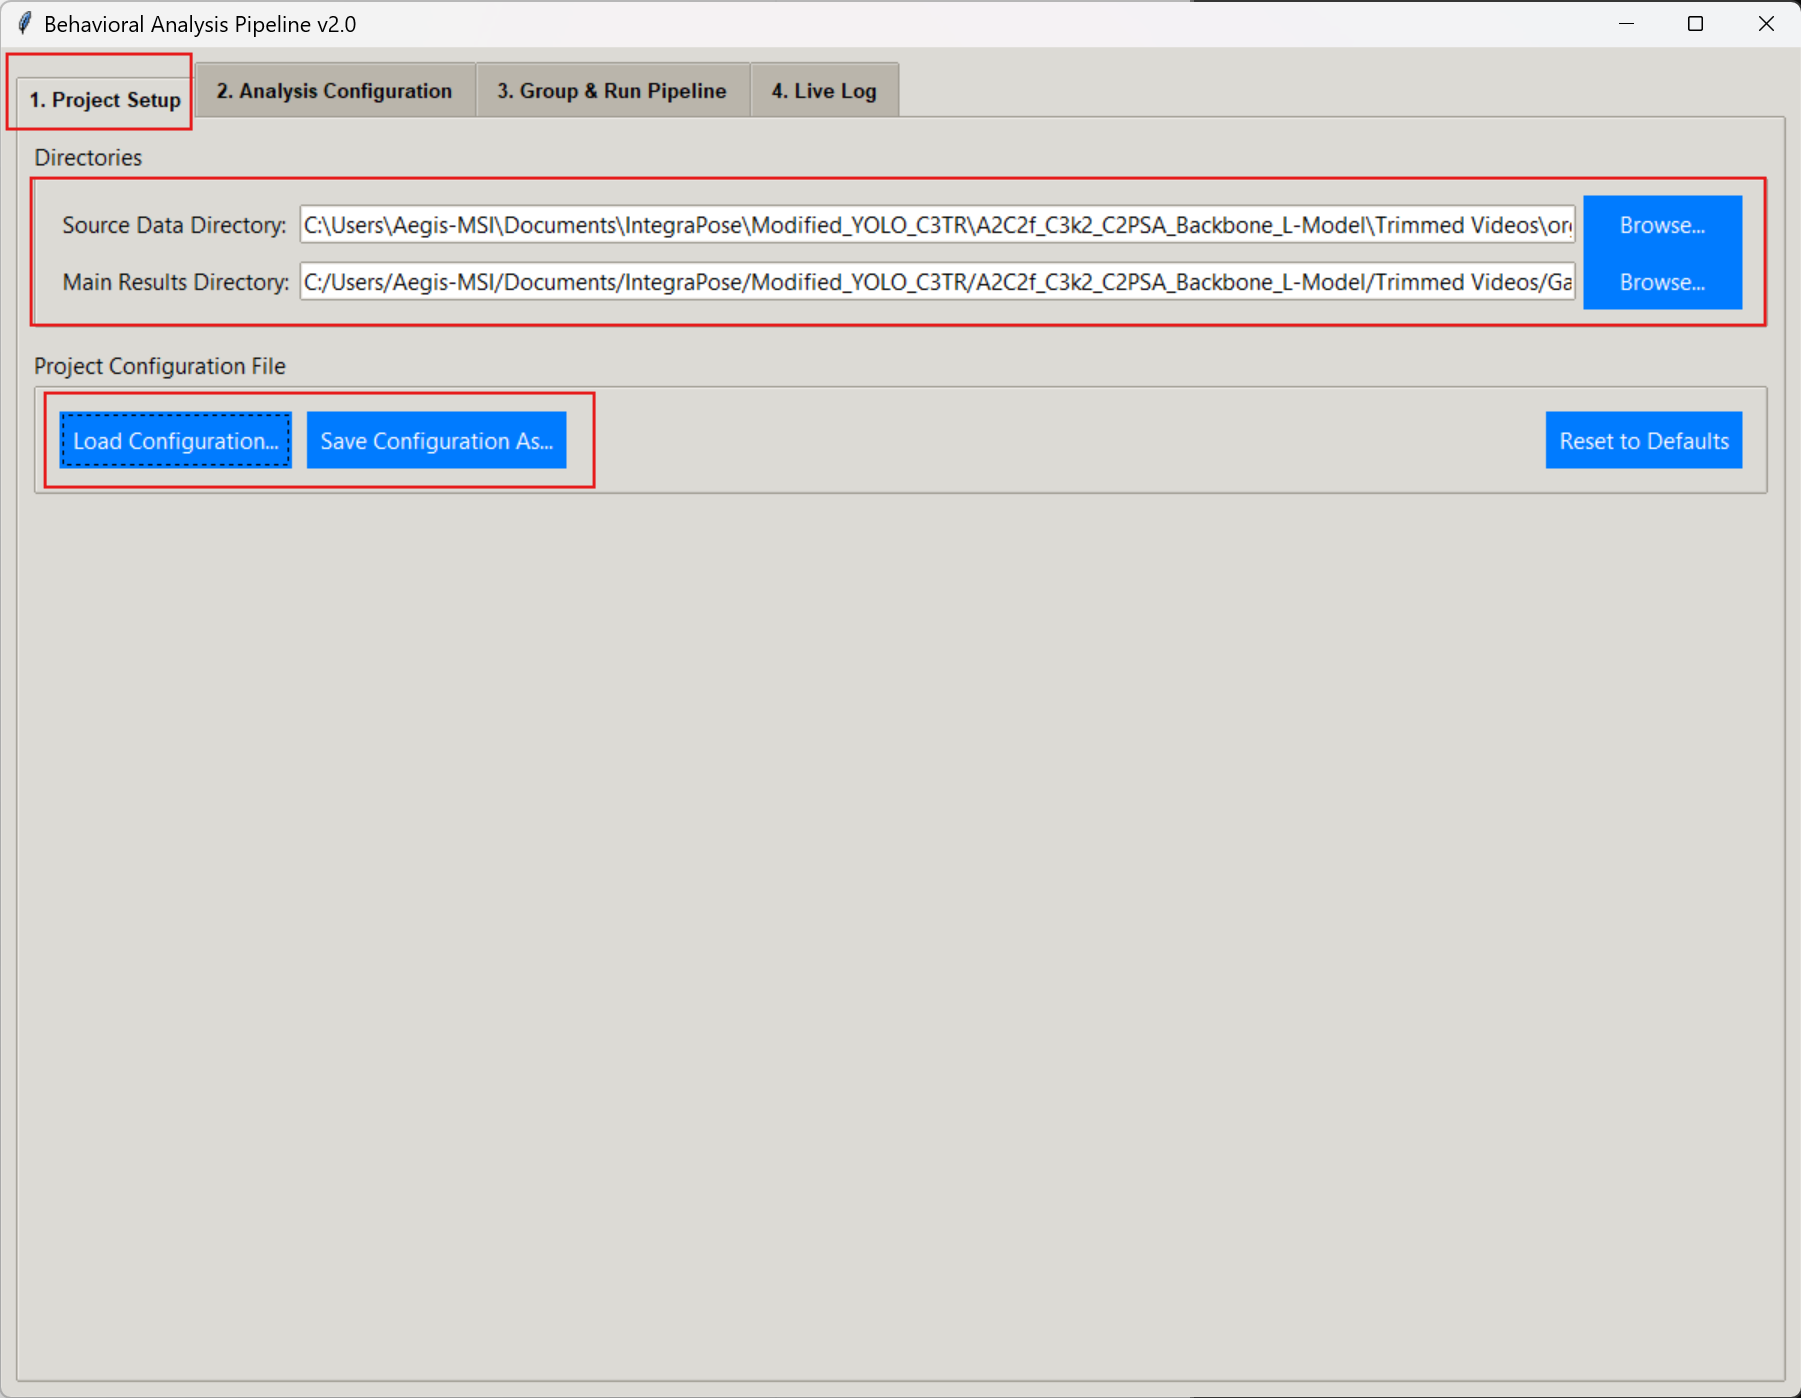 Behavioral Analysis Pipeline v2.0
1. Project Setup
2. Analysis Configuration
3. Group & Run Pipeline
4. Live Log
Directories
Source Data Directory: C:\Users\Aegis-MSI\Documents\IntegraPose\Modified_YOLO_C3TR\A2C2f_C3k2_C2PSA_Backbone_L-Model\Trimmed Videos\ Browse...
Main Results Directory: C:/Users/Aegis-MSI/Documents/IntegraPose/Modified_YOLO_C3TR/A2C2f_C3k2_C2PSA_Backbone_L-Model/Trimmed Videos/Ga Browse...
Project Configuration File
Load Configuration... Save Configuration As... Reset to Defaults